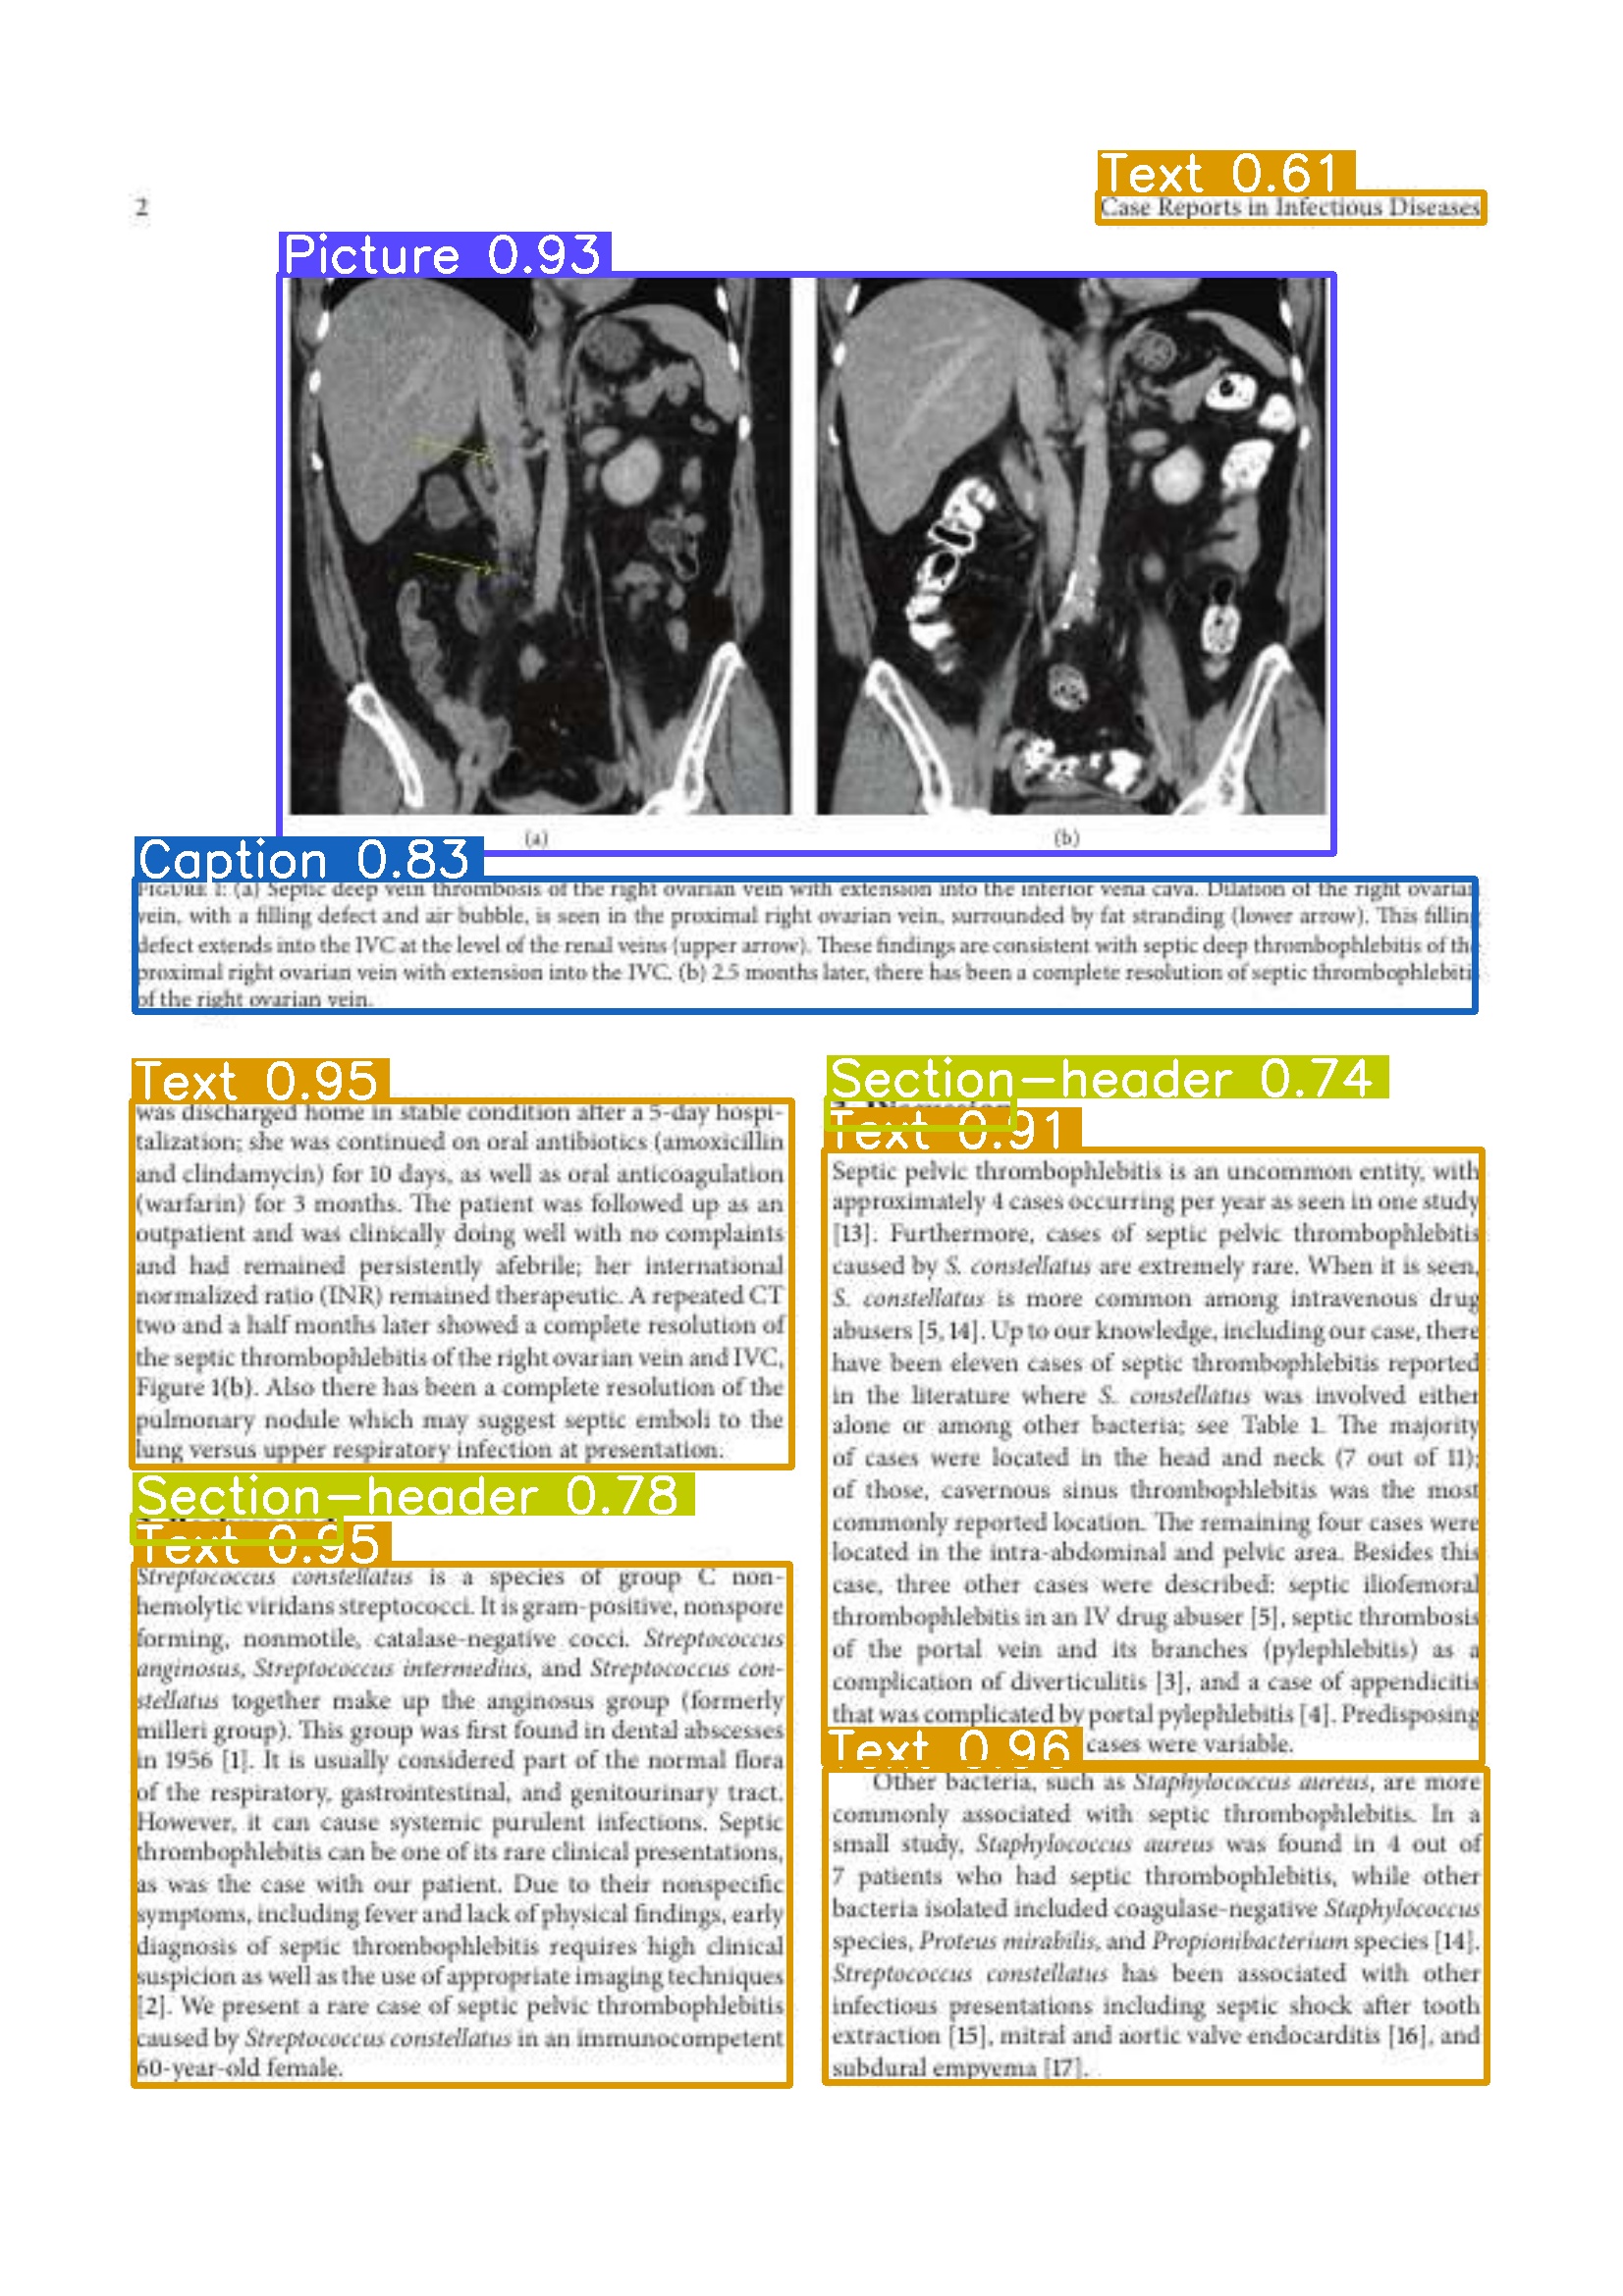 2
Text 0.61
Case Reports in Infectious Diseases
Picture 0.93
(a)
(b)
Caption 0.83
FIGURE 1: (a) Septic deep vein thrombosis of the right ovarian vein with extension into the inferior vena cava. Dilation of the right ovarian
vein, with a filling defect and air bubble, is seen in the proximal right ovarian vein, surrounded by fat stranding (lower arrow). This filling
defect extends into the IVC at the level of the renal veins (upper arrow). These findings are consistent with septic deep thrombophlebitis of the
proximal right ovarian vein with extension into the IVC. (b) 2.5 months later, there has been a complete resolution of septic thrombophlebitis
of the right ovarian vein.
Text 0.95
was discharged home in stable condition after a 5-day hospi-
talization; she was continued on oral antibiotics (amoxicillin
and clindamycin) for 10 days, as well as oral anticoagulation
(warfarin) for 3 months. The patient was followed up as an
outpatient and was clinically doing well with no complaints
and had remained persistently afebrile; her international
normalized ratio (INR) remained therapeutic. A repeated CT
two and a half months later showed a complete resolution of
the septic thrombophlebitis of the right ovarian vein and IVC,
Figure 1(b). Also there has been a complete resolution of the
pulmonary nodule which may suggest septic emboli to the
lung versus upper respiratory infection at presentation.
Section-header 0.78
Text 0.95
Streptococcus constellatus is a species of group C non-
hemolytic viridans streptococci. It is gram-positive, nonspore
forming, nonmotile, catalase-negative cocci. Streptococcus
anginosus, Streptococcus intermedius, and Streptococcus con-
stellatus together make up the anginosus group (formerly
milleri group). This group was first found in dental abscesses
in 1956 [1]. It is usually considered part of the normal flora
of the respiratory, gastrointestinal, and genitourinary tract.
However, it can cause systemic purulent infections. Septic
thrombophlebitis can be one of its rare clinical presentations,
as was the case with our patient. Due to their nonspecific
symptoms, including fever and lack of physical findings, early
diagnosis of septic thrombophlebitis requires high clinical
suspicion as well as the use of appropriate imaging techniques
[2]. We present a rare case of septic pelvic thrombophlebitis
caused by Streptococcus constellatus in an immunocompetent
60-year-old female.
Section-header 0.74
Text 0.91
Septic pelvic thrombophlebitis is an uncommon entity, with
approximately 4 cases occurring per year as seen in one study
[13]. Furthermore, cases of septic pelvic thrombophlebitis
caused by S. constellatus are extremely rare. When it is seen,
S. constellatus is more common among intravenous drug
abusers [5, 14]. Up to our knowledge, including our case, there
have been eleven cases of septic thrombophlebitis reported
in the literature where S. constellatus was involved either
alone or among other bacteria; see Table 1. The majority
of cases were located in the head and neck (7 out of 11);
of those, cavernous sinus thrombophlebitis was the most
commonly reported location. The remaining four cases were
located in the intra-abdominal and pelvic area. Besides this
case, three other cases were described: septic iliofemoral
thrombophlebitis in an IV drug abuser [5], septic thrombosis
of the portal vein and its branches (pylephlebitis) as a
complication of diverticulitis [3], and a case of appendicitis
that was complicated by portal pylephlebitis [4]. Predisposing
cases were variable.
Text 0.96
Other bacteria, such as Staphylococcus aureus, are more
commonly associated with septic thrombophlebitis. In a
small study, Staphylococcus aureus was found in 4 out of
7 patients who had septic thrombophlebitis, while other
bacteria isolated included coagulase-negative Staphylococcus
species, Proteus mirabilis, and Propionibacterium species [14].
Streptococcus constellatus has been associated with other
infectious presentations including septic shock after tooth
extraction [15], mitral and aortic valve endocarditis [16], and
subdural empyema [17].